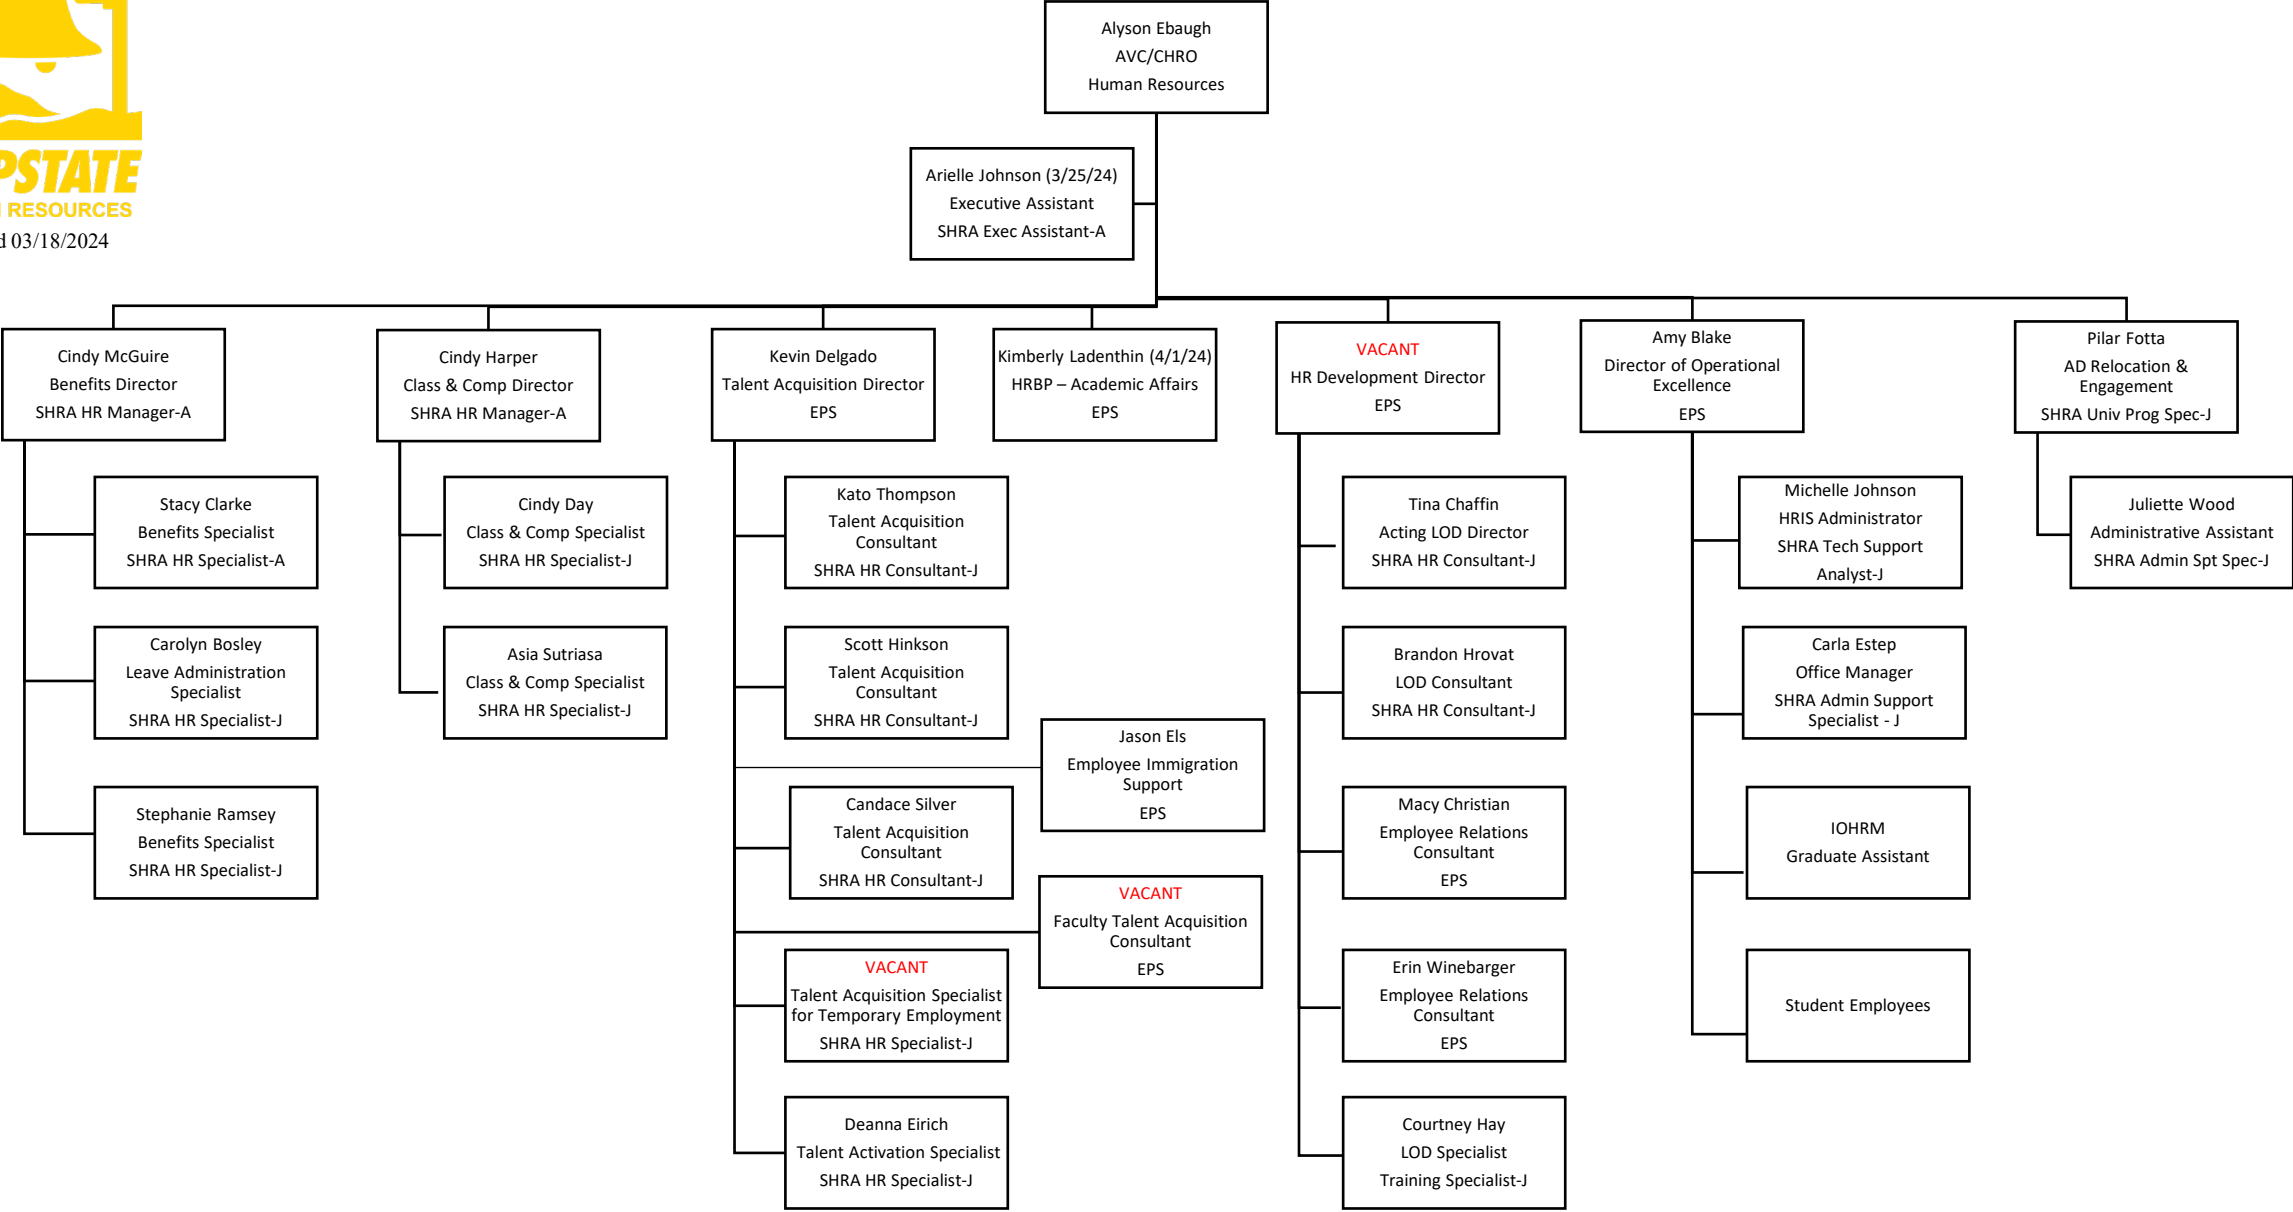 PSTATE
RESOURCES
03/18/2024
Alyson Ebaugh
AVC/CHRO
Human Resources
Arielle Johnson (3/25/24)
Executive Assistant
SHRA Exec Assistant-A
Cindy McGuire
Benefits Director
SHRA HR Manager-A
Cindy Harper
Class & Comp Director
SHRA HR Manager-A
Kevin Delgado
Talent Acquisition Director
EPS
Kimberly Ladenthin (4/1/24)
HRBP – Academic Affairs
EPS
VACANT
HR Development Director
EPS
Amy Blake
Director of Operational
Excellence
EPS
Pilar Fotta
AD Relocation &
Engagement
SHRA Univ Prog Spec-J
Stacy Clarke
Benefits Specialist
SHRA HR Specialist-A
Carolyn Bosley
Leave Administration
Specialist
SHRA HR Specialist-J
Stephanie Ramsey
Benefits Specialist
SHRA HR Specialist-J
Cindy Day
Class & Comp Specialist
SHRA HR Specialist-J
Asia Sutriasa
Class & Comp Specialist
SHRA HR Specialist-J
Kato Thompson
Talent Acquisition
Consultant
SHRA HR Consultant-J
Scott Hinkson
Talent Acquisition
Consultant
SHRA HR Consultant-J
Jason Els
Employee Immigration
Support
EPS
Candace Silver
Talent Acquisition
Consultant
SHRA HR Consultant-J
VACANT
Faculty Talent Acquisition
Consultant
EPS
VACANT
Talent Acquisition Specialist
for Temporary Employment
SHRA HR Specialist-J
Deanna Eirich
Talent Activation Specialist
SHRA HR Specialist-J
Tina Chaffin
Acting LOD Director
SHRA HR Consultant-J
Brandon Hrovat
LOD Consultant
SHRA HR Consultant-J
Macy Christian
Employee Relations
Consultant
EPS
Erin Winebarger
Employee Relations
Consultant
EPS
Courtney Hay
LOD Specialist
Training Specialist-J
Michelle Johnson
HRIS Administrator
SHRA Tech Support
Analyst-J
Carla Estep
Office Manager
SHRA Admin Support
Specialist - J
IOHRM
Graduate Assistant
Student Employees
Juliette Wood
Administrative Assistant
SHRA Admin Spt Spec-J